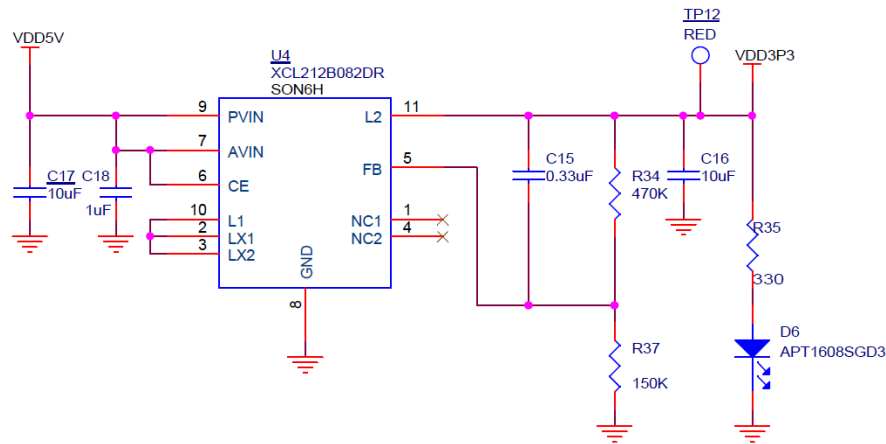 TP12
RED
VDD5V
VDD3P3
U4
XCL212B082DR
SON6H
9
PVIN
L2
11
7
AVIN
FB
5
6
CE
C17
10uF
C18
1uF
C15
0.33uF
R34
470K
C16
10uF
10
L1
NC1
1
2
LX1
NC2
4
3
LX2
GND
8
R35
330
R37
150K
D6
APT1608SGD3